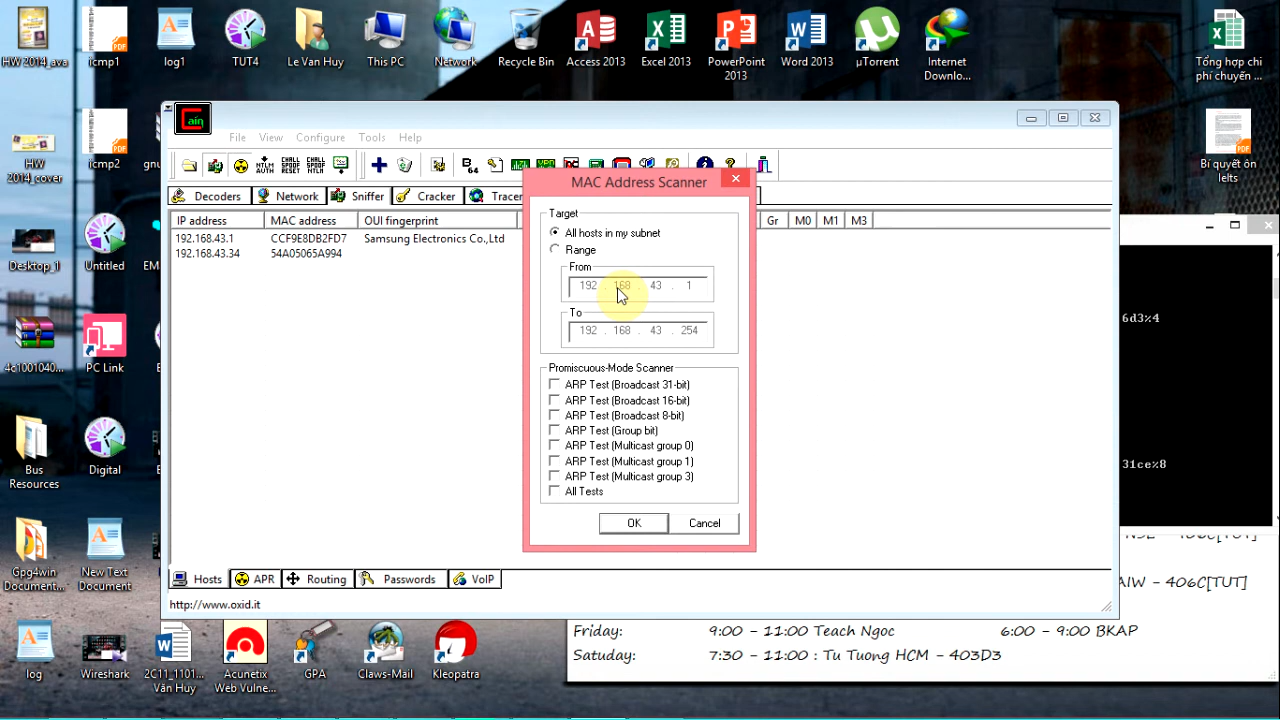 HW 2014_ava
icmp1
log1
TUT4
Le Van Huy
This PC
Network
Recycle Bin
Access 2013
Excel 2013
PowerPoint
2013
Word 2013
µTorrent
Internet
Downlo...
Tổng hợp chi
phí chuyến ...
HW
2014_cover
icmp2
gnu
Bí quyết ôn
Ielts
Desktop_1
Untitled
EM
4d1001040...
PC Link
Bus
Resources
Digital
Gpg4win
Document...
New Text
Document
log
Wireshark
2C11_1101...
Văn Huy
Acunetix
Web Vulne...
GPA
Claws-Mail
Kleopatra
Cain
File View Configure Tools Help
Decoders Network Sniffer Cracker Tracer
IP address MAC address OUI fingerprint Gr M0 M1 M3
192.168.43.1 CCF9E8DB2FD7 Samsung Electronics Co.,Ltd
192.168.43.34 54A05065A994
MAC Address Scanner
Target
All hosts in my subnet
Range
From
192 . 168 . 43 . 1
To
192 . 168 . 43 . 254
Promiscuous-Mode Scanner
ARP Test (Broadcast 31-bit)
ARP Test (Broadcast 16-bit)
ARP Test (Broadcast 8-bit)
ARP Test (Group bit)
ARP Test (Multicast group 0)
ARP Test (Multicast group 1)
ARP Test (Multicast group 3)
All Tests
OK Cancel
Hosts APR Routing Passwords VoIP
http://www.oxid.it
6d3%4
31ce%8
AIW - 406C[TUT]
Friday: 9:00 - 11:00 Teach Ngoc 6:00 - 9:00 BKAP
Satuday: 7:30 - 11:00 : Tu Tuong HCM - 403D3